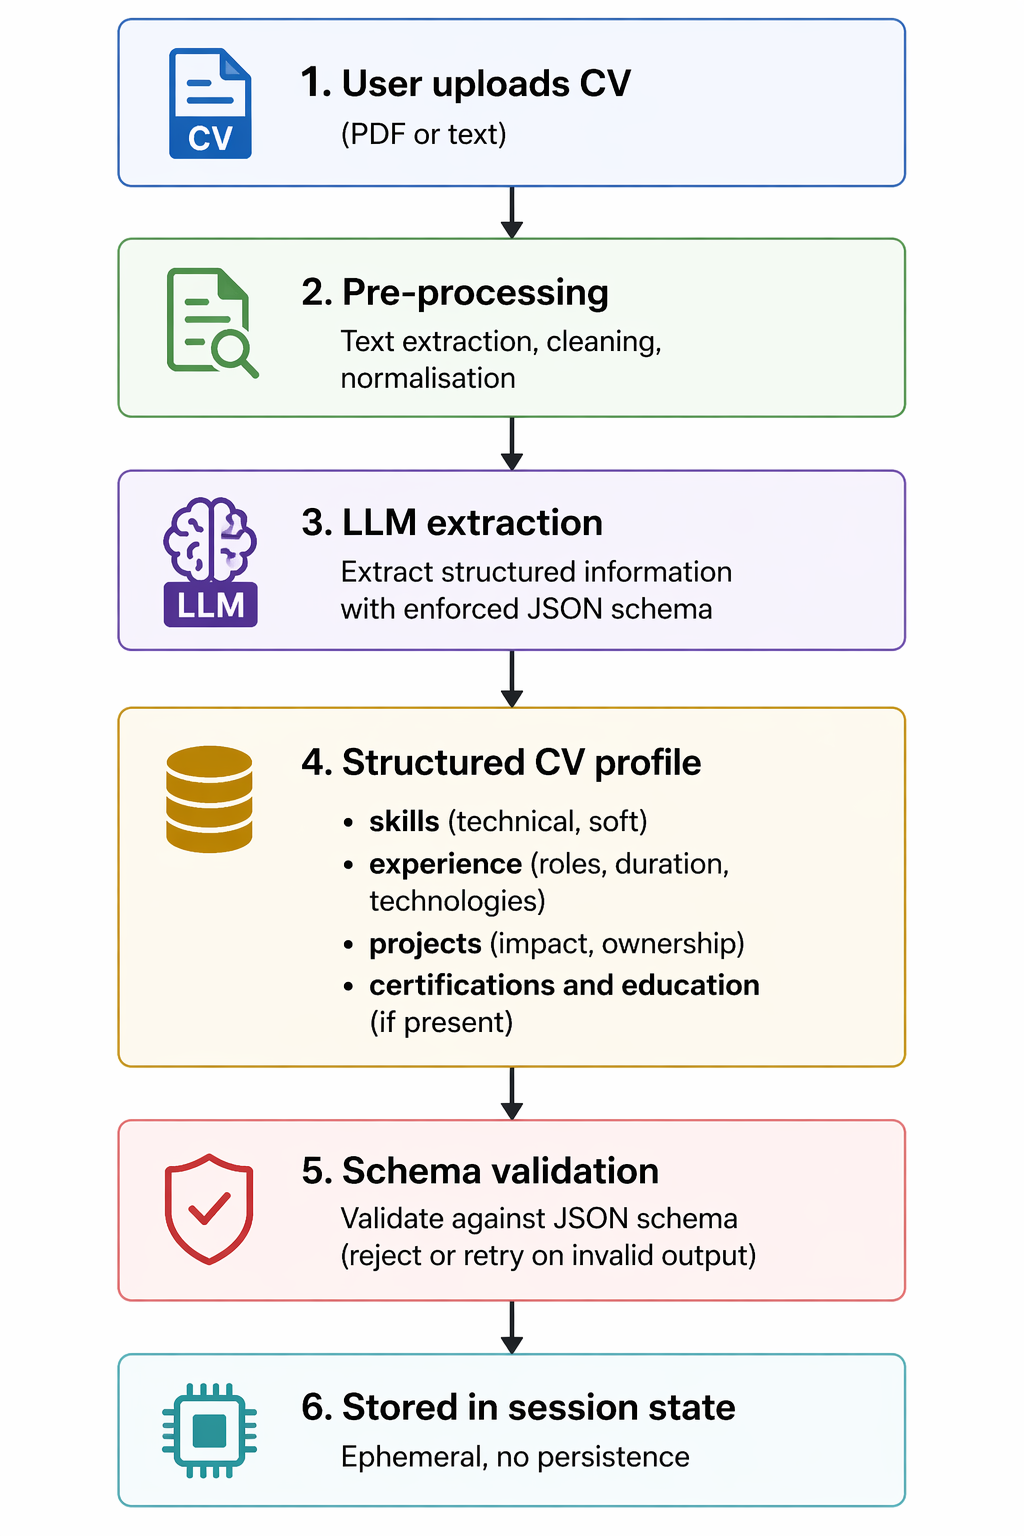 CV
1. User uploads CV
(PDF or text)
2. Pre-processing
Text extraction, cleaning,
normalisation
LLM
3. LLM extraction
Extract structured information
with enforced JSON schema
4. Structured CV profile
• skills (technical, soft)
• experience (roles, duration,
technologies)
• projects (impact, ownership)
• certifications and education
(if present)
5. Schema validation
Validate against JSON schema
(reject or retry on invalid output)
6. Stored in session state
Ephemeral, no persistence